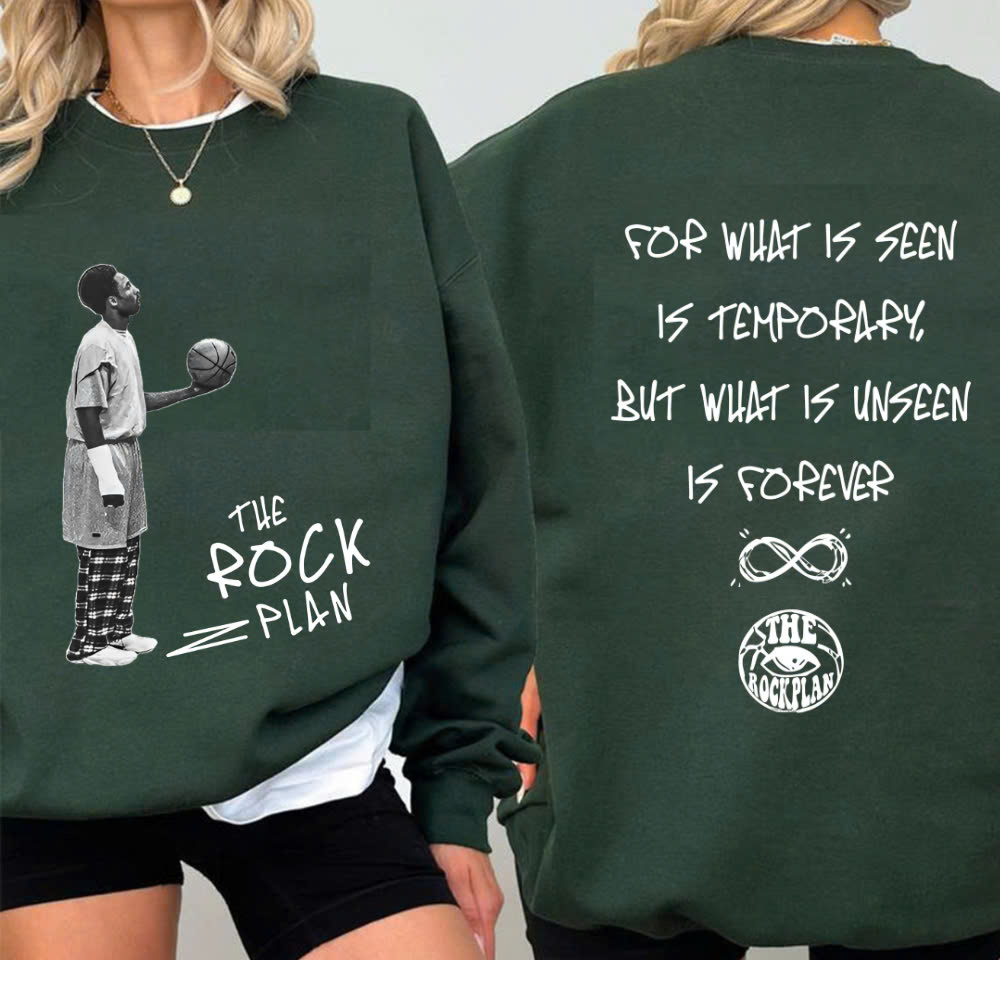 THE
ROCK
PLAN
FOR WHAT IS SEEN
IS TEMPORARY,
BUT WHAT IS UNSEEN
IS FOREVER
THE
ROCKPLAN